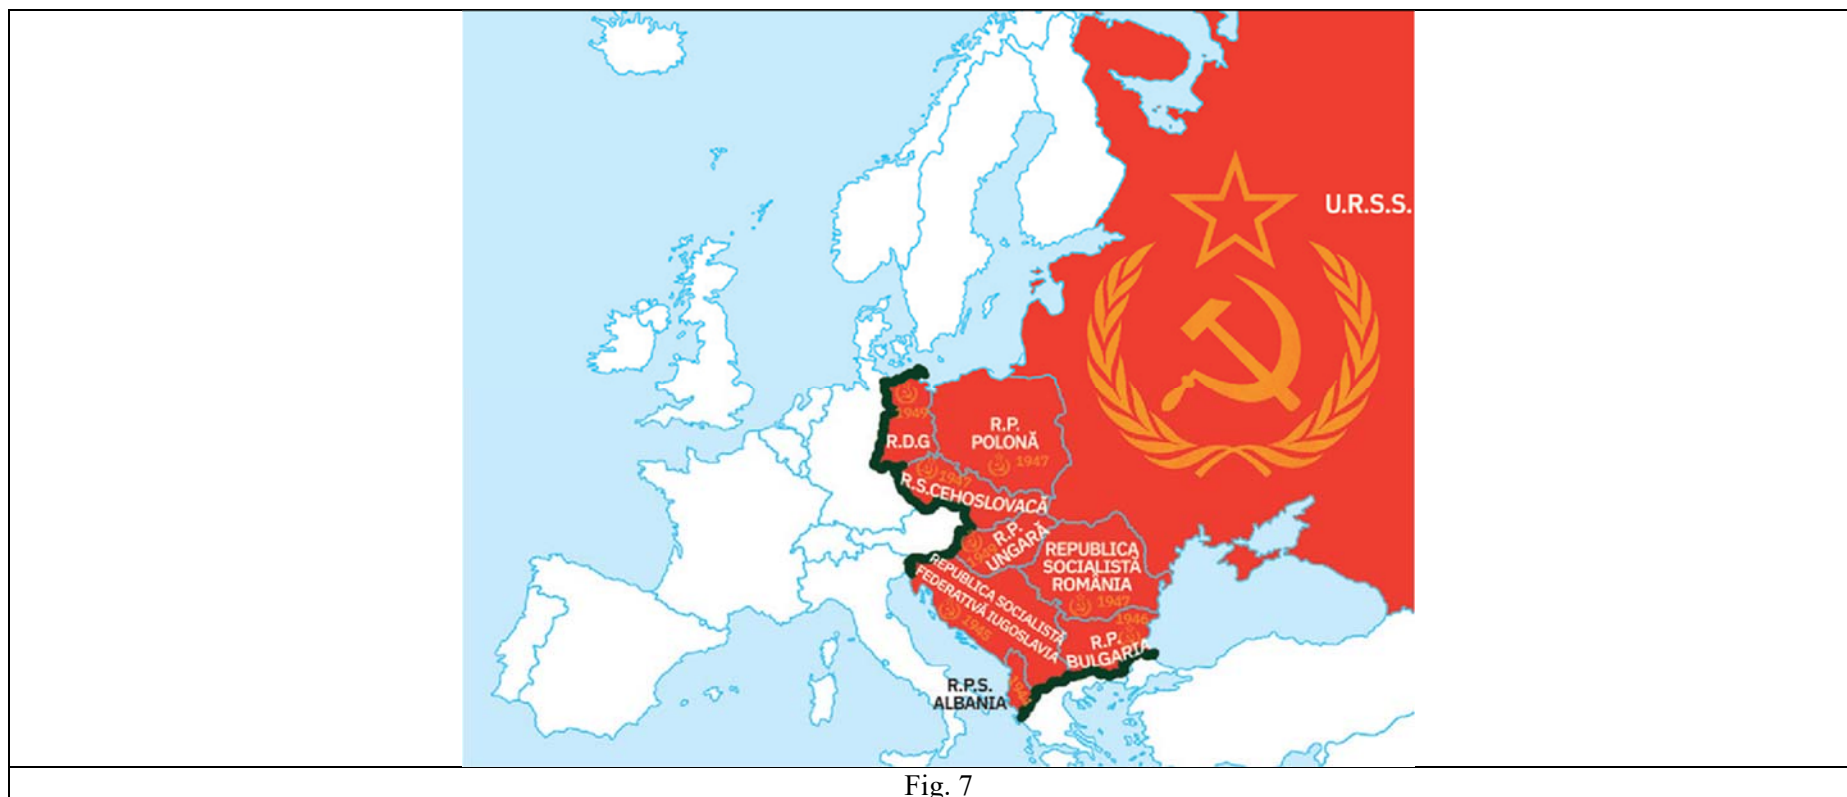 U.R.S.S.
1949
R.D.G
R.P.
POLONĂ
1947
1947
R.S.CEHOSLOVACĂ
R.P.
UNGARĂ
REPUBLICA
SOCIALISTĂ
ROMÂNIA
1947
REPUBLICA SOCIALISTĂ
FEDERATIVĂ IUGOSLAVIA
1945
1946
R.P.
BULGARIA
R.P.S.
ALBANIA
Fig. 7